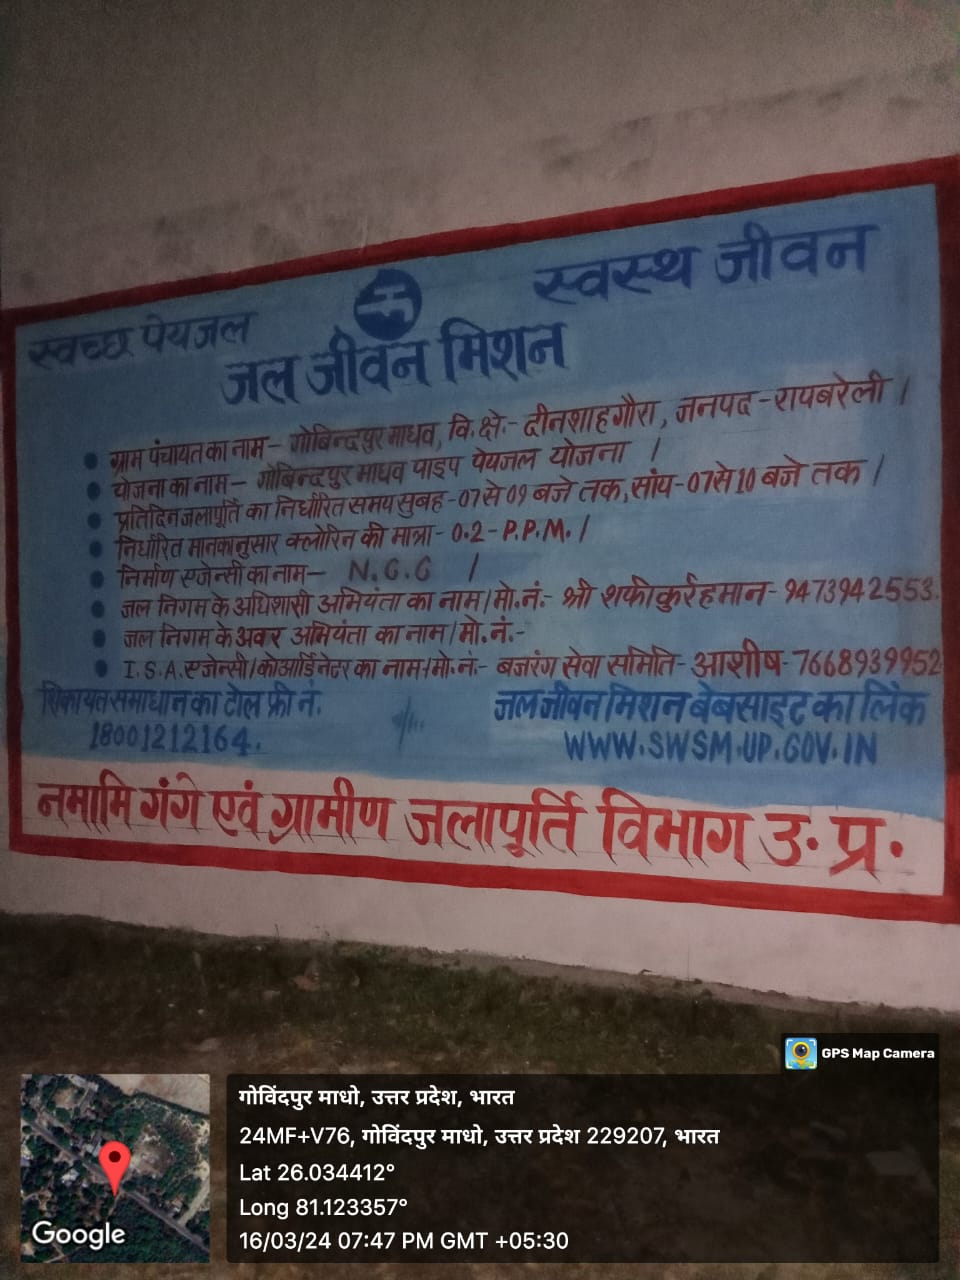 स्वच्छ पेयजल
स्वस्थ जीवन
जल जीवन मिशन
ग्राम पंचायत का नाम- गोबिन्दपुर माधव, वि.क्षे.- दीनशाह गौरा, जनपद-रायबरेली।
योजना का नाम- गोबिन्दपुर माधव पाइप पेयजल योजना ।
प्रतिदिन जलापूर्ति का निर्धारित समय सुबह-07 से 09 बजे तक, सांय-07 से 10 बजे तक।
निर्धारित मानकानुसार क्लोरिन की मात्रा- 0.2-P.P.M.।
निर्माण एजेन्सी का नाम- N.C.C ।
जल निगम के अधिशासी अभियंता का नाम/मो.नं.- श्री शफीकुर्रहमान-9473942553.
जल निगम के अवर अभियंता का नाम/मो.नं.-
I.S.A. एजेन्सी/कोआर्डिनेटर का नाम/मो.नं- बजरंग सेवा समिति-आशीष-7668939952
शिकायत समाधान का टोल फ्री नं.
18001212164.
जल जीवन मिशन बेबसाइट का लिंक
WWW.SWSM.UP.GOV.IN
नमामि गंगे एवं ग्रामीण जलापूर्ति विभाग उ.प्र.
GPS Map Camera
गोविंदपुर माधो, उत्तर प्रदेश, भारत
24MF+V76, गोविंदपुर माधो, उत्तर प्रदेश 229207, भारत
Lat 26.034412°
Long 81.123357°
16/03/24 07:47 PM GMT +05:30
Google